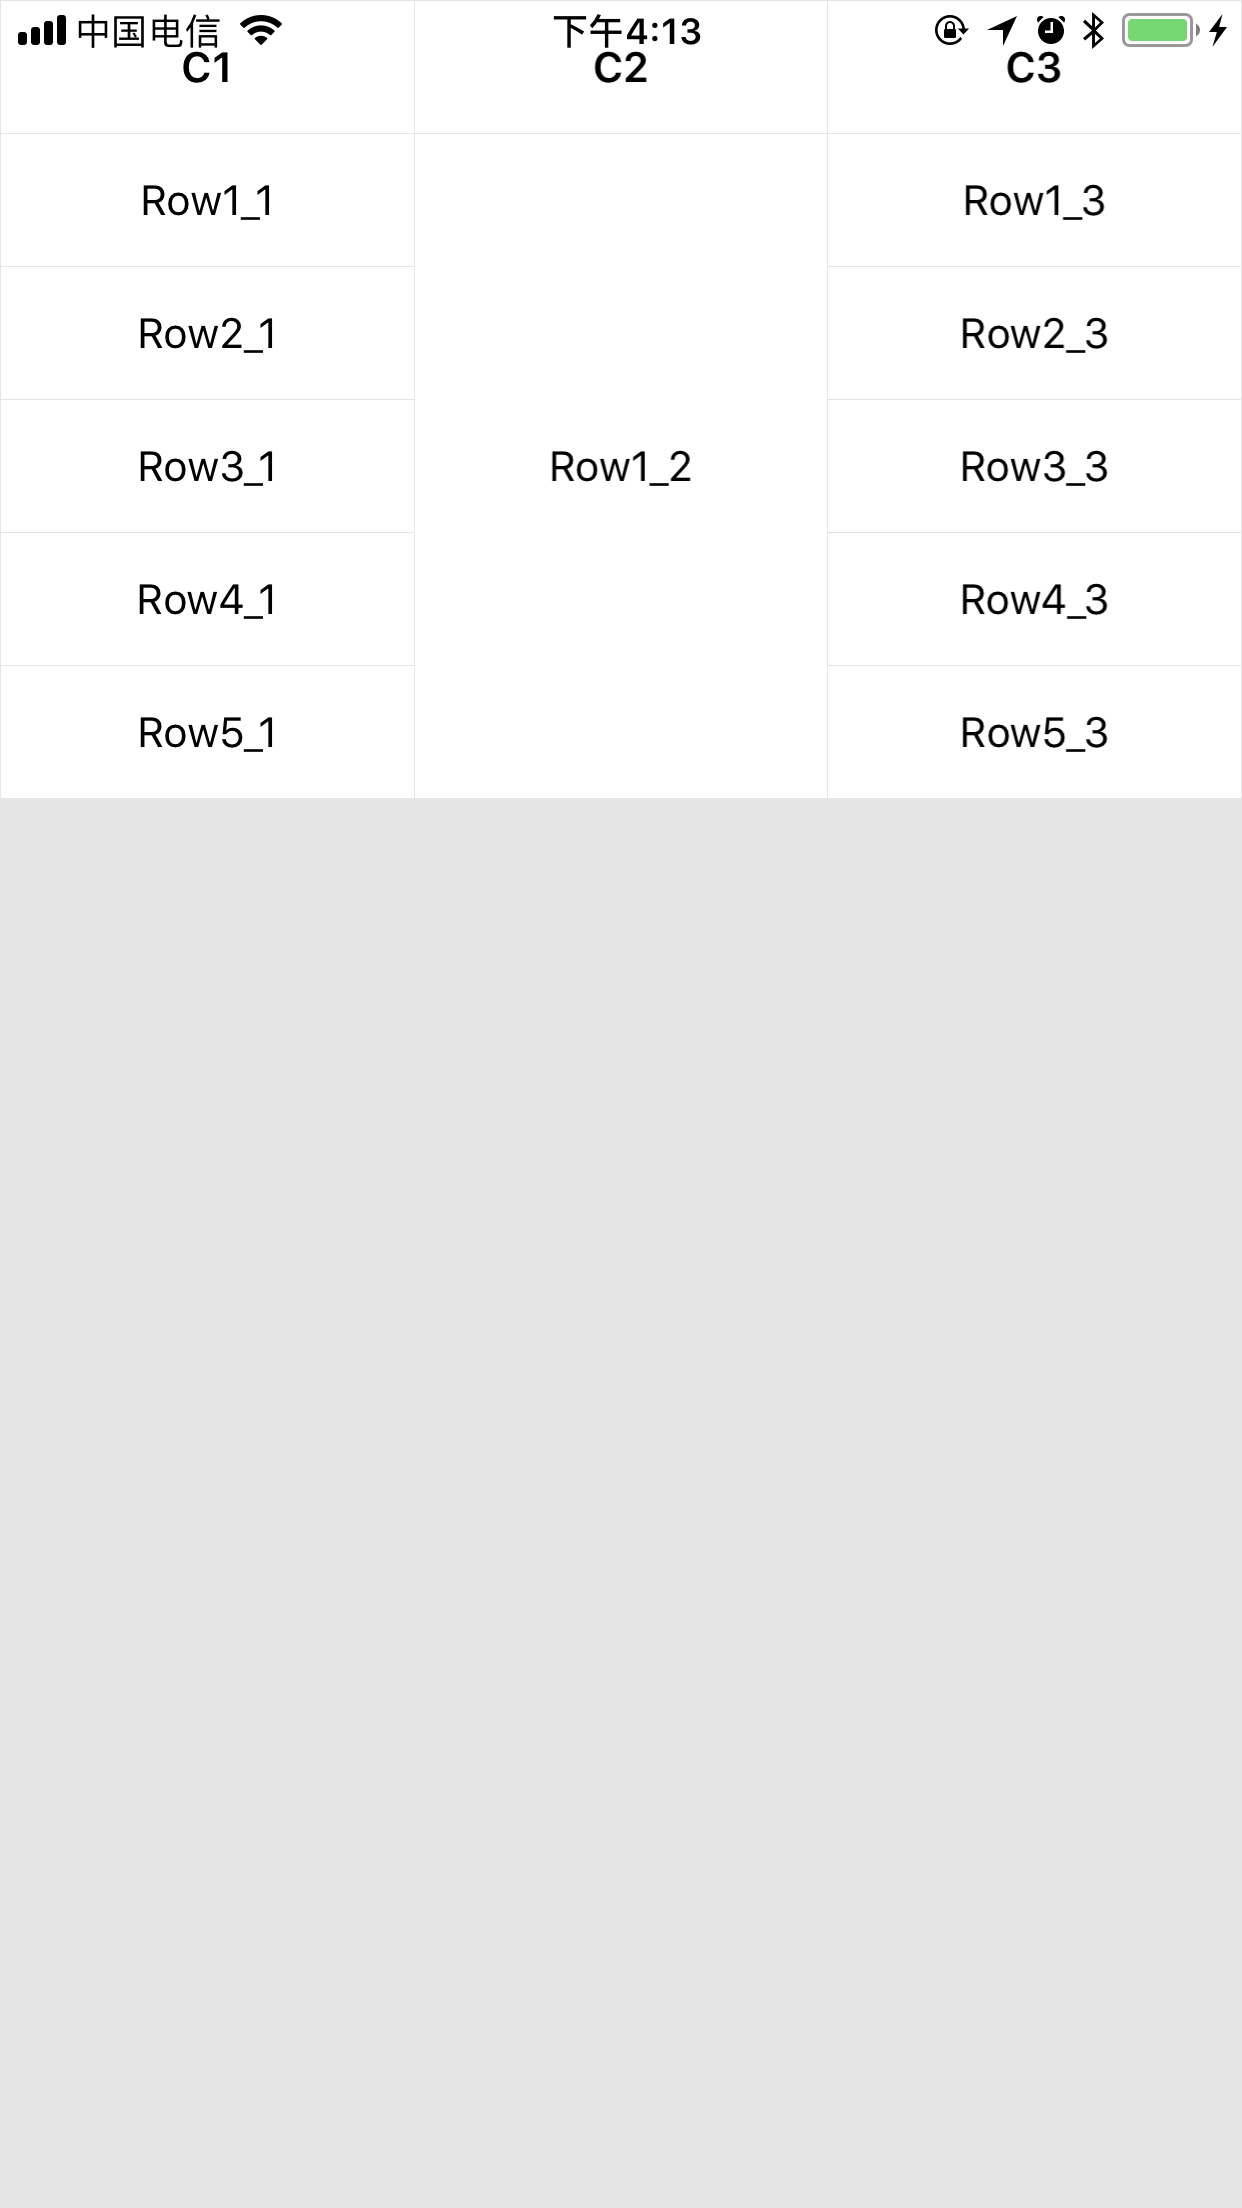 中国电信 下午4:13
C1 C2 C3
Row1_1 Row1_3
Row2_1 Row2_3
Row3_1 Row1_2 Row3_3
Row4_1 Row4_3
Row5_1 Row5_3